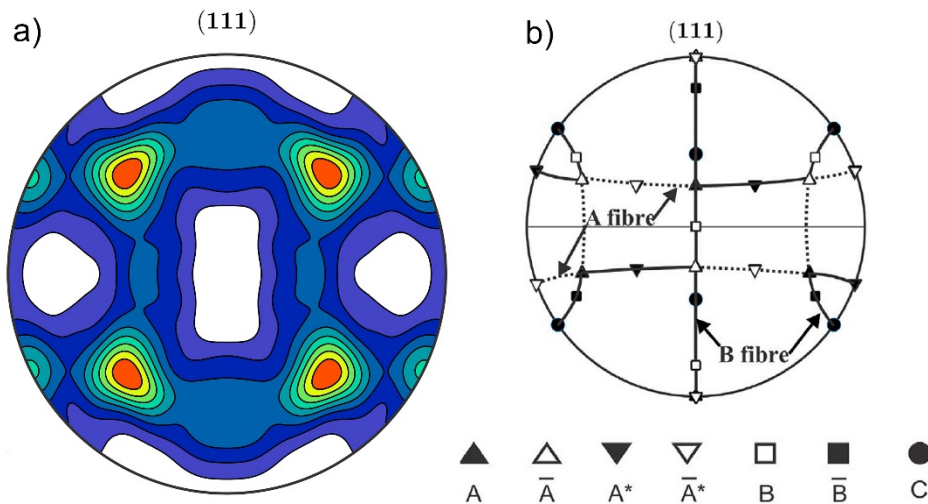 a)
(111)
b)
(111)
A fibre
B fibre
A
A̅
A*
A̅*
B
B̅
C